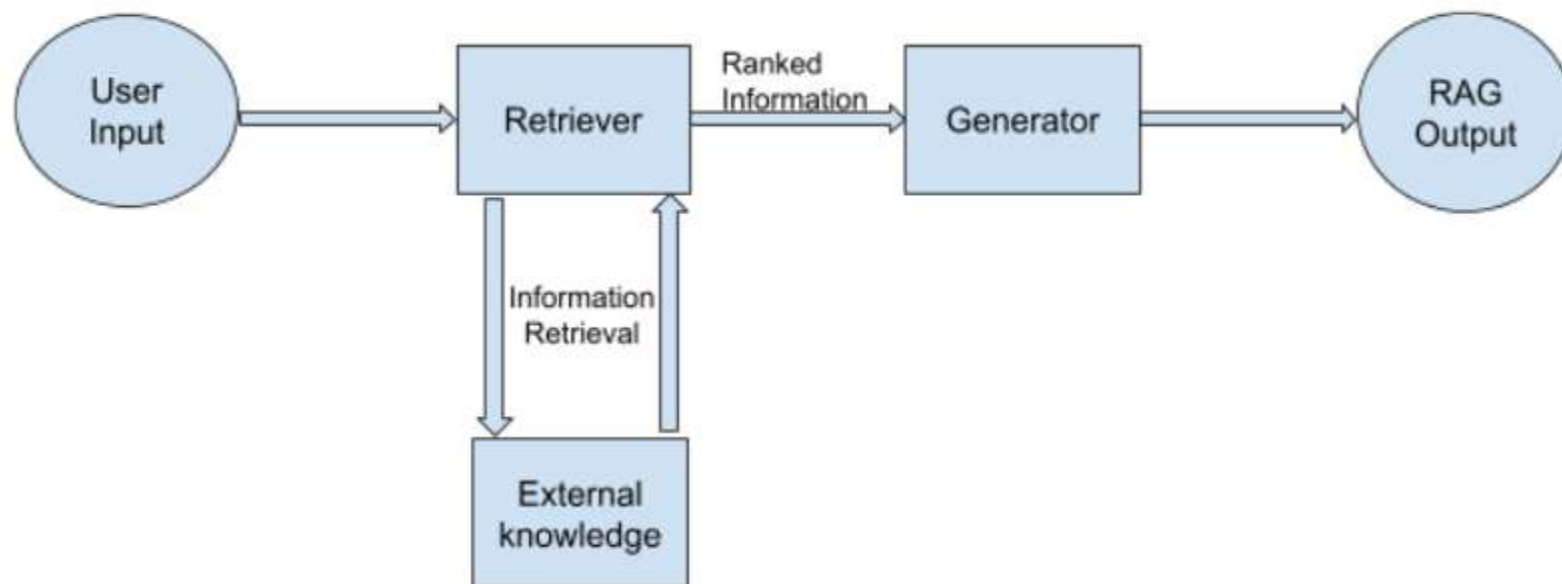 User
Input
Retriever
Ranked
Information
Generator
RAG
Output
Information
Retrieval
External
knowledge